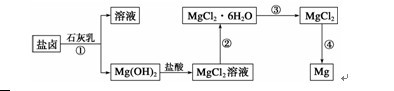 溶液
MgCl₂·6H₂O
③
MgCl₂
盐卤
石灰乳
①
②
④
Mg(OH)₂
盐酸
MgCl₂溶液
Mg